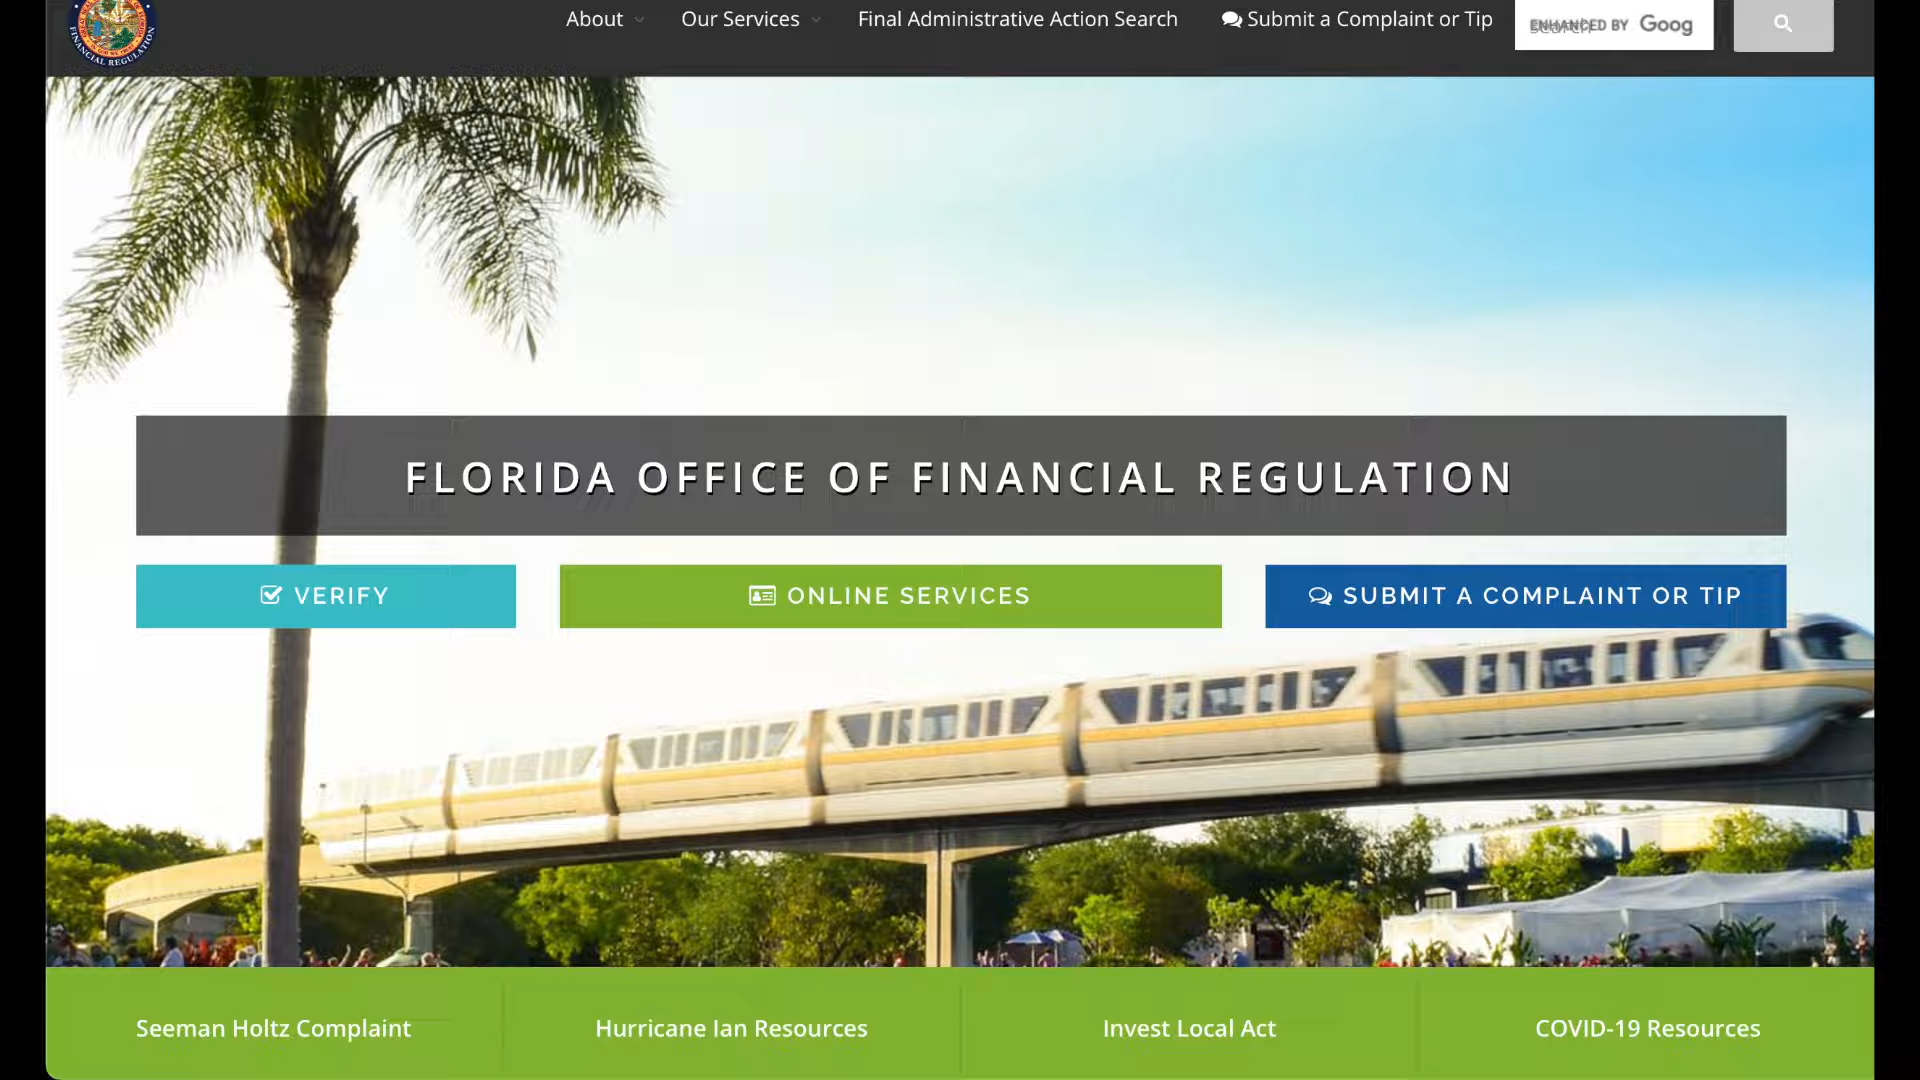 FINANCIAL REGULATION
About
Our Services
Final Administrative Action Search
Submit a Complaint or Tip
ENHANCED BY Goog
FLORIDA OFFICE OF FINANCIAL REGULATION
VERIFY
ONLINE SERVICES
SUBMIT A COMPLAINT OR TIP
Seeman Holtz Complaint
Hurricane Ian Resources
Invest Local Act
COVID-19 Resources